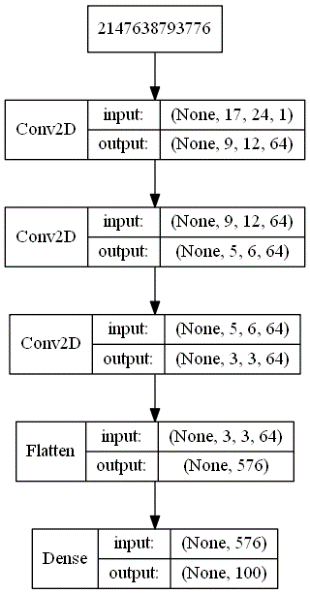 2147638793776
Conv2D
input: (None, 17, 24, 1)
output: (None, 9, 12, 64)
Conv2D
input: (None, 9, 12, 64)
output: (None, 5, 6, 64)
Conv2D
input: (None, 5, 6, 64)
output: (None, 3, 3, 64)
Flatten
input: (None, 3, 3, 64)
output: (None, 576)
Dense
input: (None, 576)
output: (None, 100)